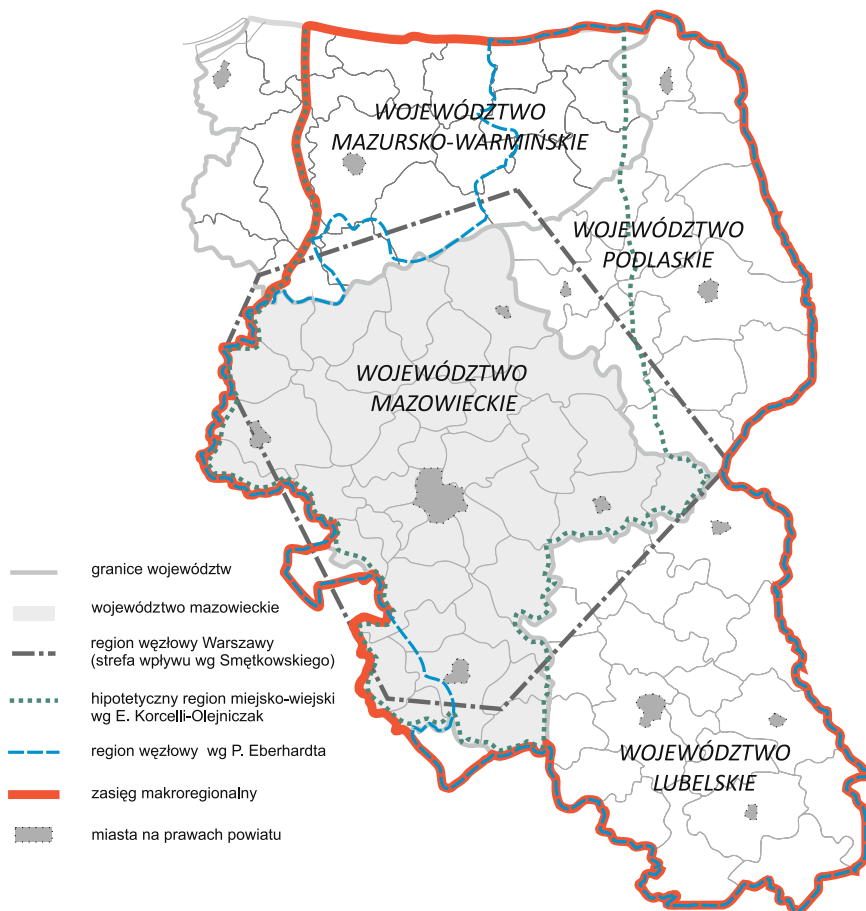 WOJEWÓDZTWO
MAZURSKO-WARMIŃSKIE
WOJEWÓDZTWO
PODLASKIE
WOJEWÓDZTWO
MAZOWIECKIE
WOJEWÓDZTWO
LUBELSKIE
granice województw
województwo mazowieckie
region węzłowy Warszawy
(strefa wpływu wg Smętkowskiego)
hipotetyczny region miejsko-wiejski
wg E. Korcelli-Olejniczak
region węzłowy wg P. Eberhardta
zasięg makroregionalny
miasta na prawach powiatu